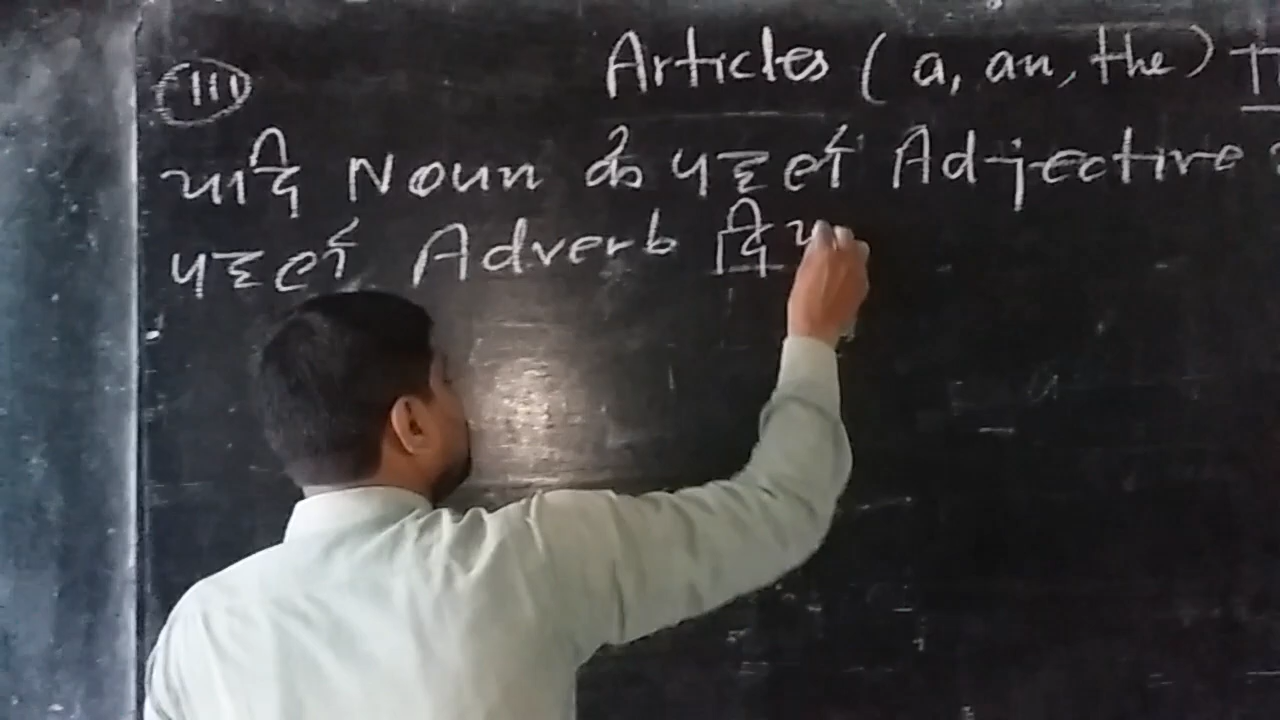 Articles (a, an, the)
(III)
यदि Noun के पहले Adjective
पहले Adverb दिय